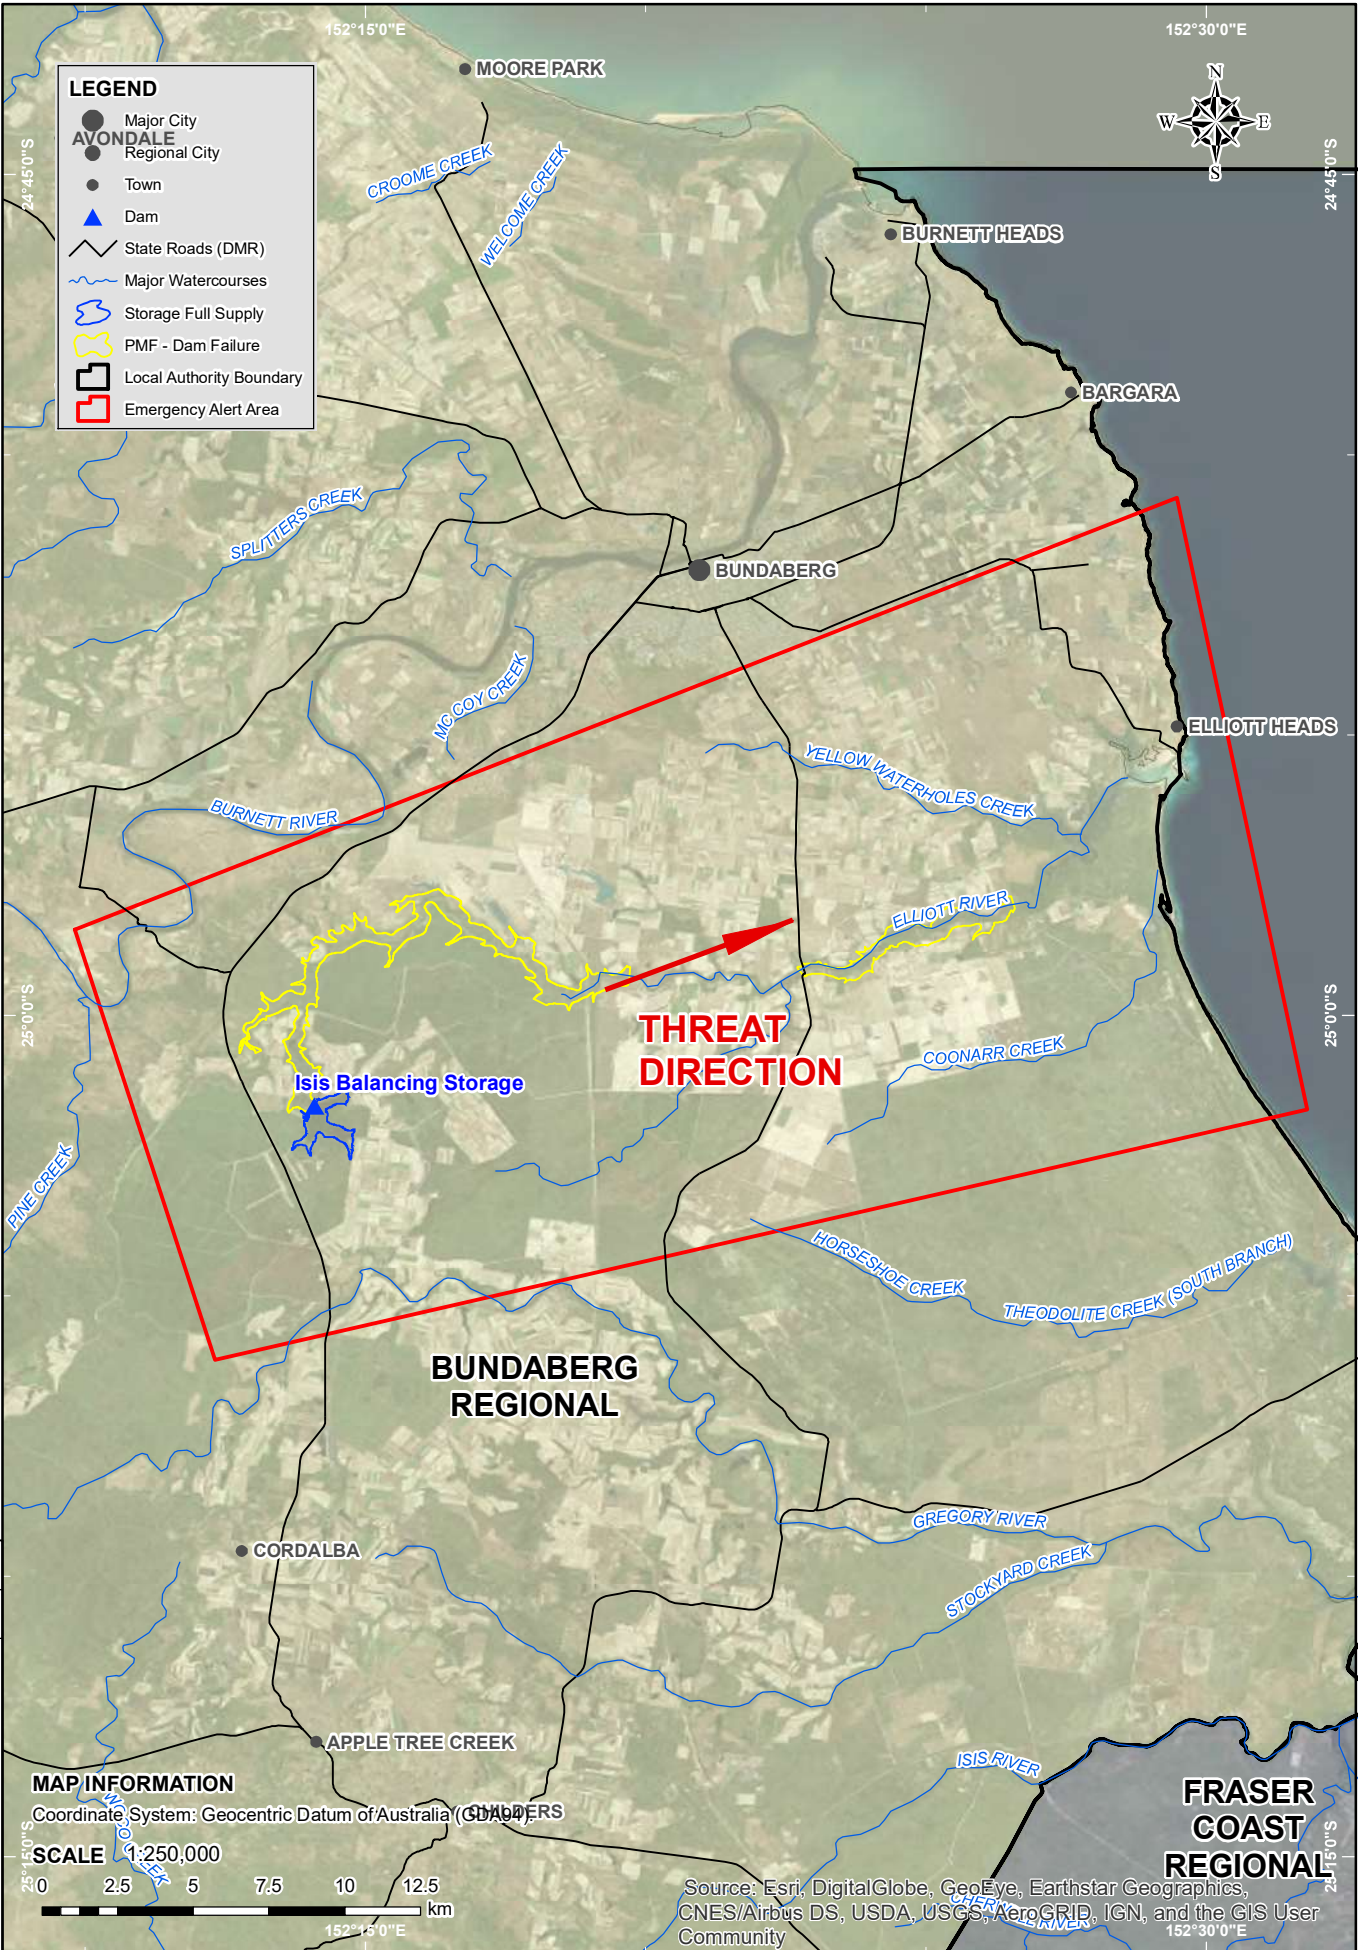 152°15'0"E
152°30'0"E
MOORE PARK
LEGEND
Major City
AVONDALE
Regional City
Town
Dam
State Roads (DMR)
Major Watercourses
Storage Full Supply
PMF - Dam Failure
Local Authority Boundary
Emergency Alert Area
N
W
E
S
24°45'0"S
24°45'0"S
CROOME CREEK
WELCOME CREEK
BURNETT HEADS
BARGARA
SPLITTERS CREEK
BUNDABERG
MC COY CREEK
ELLIOTT HEADS
YELLOW WATERHOLES CREEK
BURNETT RIVER
ELLIOTT RIVER
25°0'0"S
25°0'0"S
THREAT
DIRECTION
COONARR CREEK
Isis Balancing Storage
PINE CREEK
HORSESHOE CREEK
THEODOLITE CREEK (SOUTH BRANCH)
BUNDABERG
REGIONAL
GREGORY RIVER
CORDALBA
STOCKYARD CREEK
APPLE TREE CREEK
ISIS RIVER
MAP INFORMATION
FRASER
COAST
REGIONAL
Coordinate System: Geocentric Datum of Australia (GDA94).
CHILDERS
SCALE 1:250,000
25°15'0"S
25°15'0"S
0 2.5 5 7.5 10 12.5
km
Source: Esri, DigitalGlobe, GeoEye, Earthstar Geographics,
CNES/Airbus DS, USDA, USGS, AeroGRID, IGN, and the GIS User
Community
RIVER
152°15'0"E
152°30'0"E